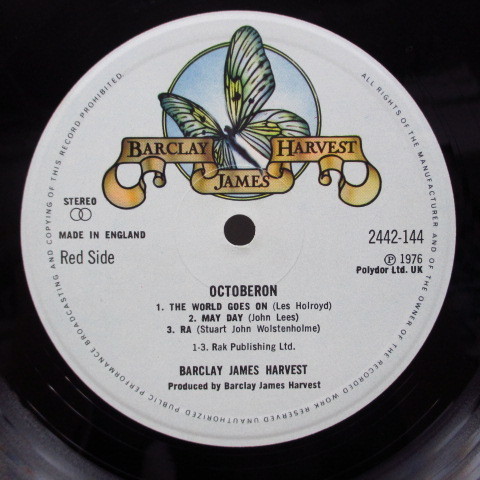 BARCLAY JAMES HARVEST
STEREO
MADE IN ENGLAND
Red Side
2442-144
Ⓟ 1976
Polydor Ltd. UK
OCTOBERON
1. THE WORLD GOES ON (Les Holroyd)
2. MAY DAY (John Lees)
3. RA (Stuart John Wolstenholme)
1-3. Rak Publishing Ltd.
BARCLAY JAMES HARVEST
Produced by Barclay James Harvest
ALL RIGHTS OF THE MANUFACTURER AND OF THE OWNER OF THE RECORDED WORK RESERVED UNAUTHORIZED PUBLIC PERFORMANCE BROADCASTING AND COPYING OF THIS RECORD PROHIBITED.